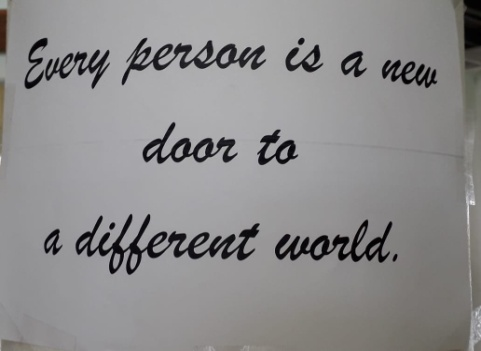 Every person is a new
door to
a different world.